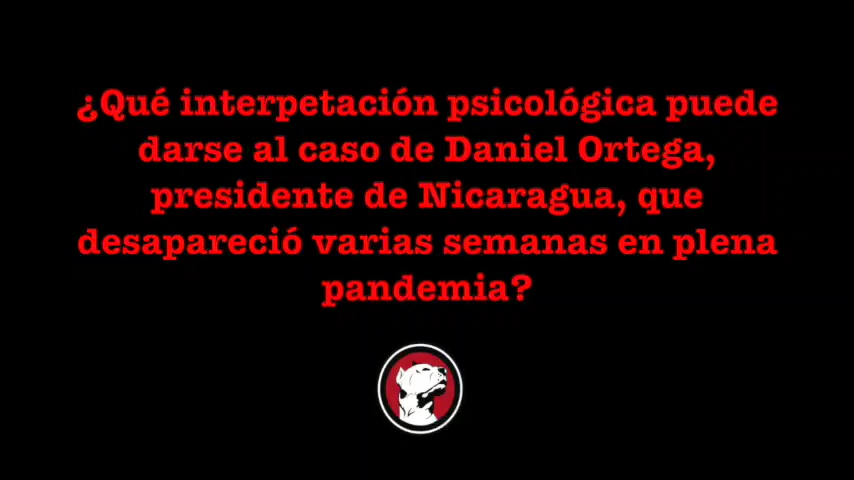 ¿Qué interpetación psicológica puede
darse al caso de Daniel Ortega,
presidente de Nicaragua, que
desapareció varias semanas en plena
pandemia?